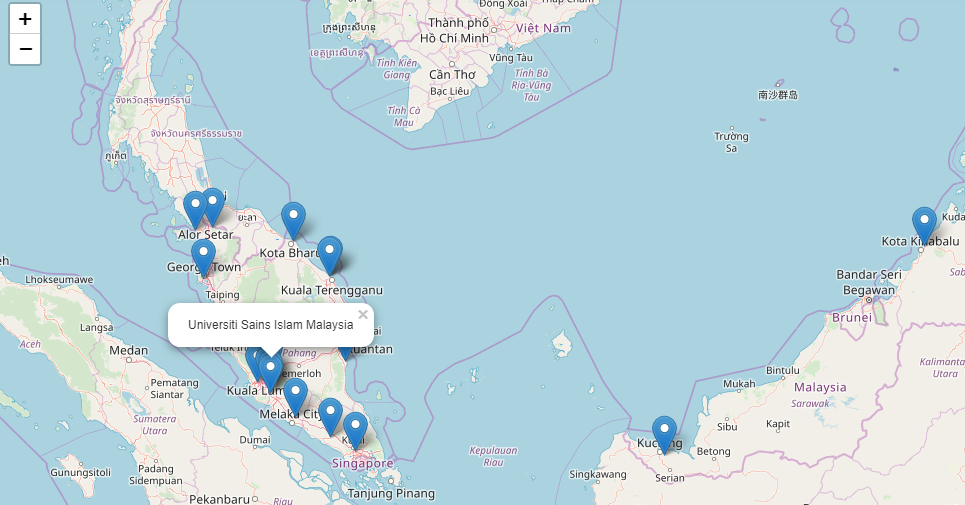 +
−
Đồng Xoài
Thành phố
Hồ Chí Minh
Việt Nam
Vũng Tàu
Tỉnh Kiên
Giang
Cần Thơ
Tỉnh Bà
Rịa-Vũng
Tàu
Bạc Liêu
Tỉnh Cà
Mau
จังหวัดสุราษฎร์ธานี
จังหวัดนครศรีธรรมราช
ภูเก็ต
南沙群岛
Trường
Sa
ยะลา
Alor Setar
Kota Bharu
George Town
Kuala Terengganu
Taiping
Lhokseumawe
Langsa
Aceh
Medan
Universiti Sains Islam Malaysia
×
Pahang
Kuantan
Pematang
Siantar
Sumatera
Utara
Melaka City
Dumai
Singapore
Gunungsitoli
Padang
Sidempuan
Pekanbaru
Riau
Tanjung Pinang
Kepulauan
Riau
Kota Kinabalu
Bandar Seri
Begawan
Brunei
Bintulu
Mukah
Malaysia
Sarawak
Sibu
Kapit
Kuching
Betong
Serian
Singkawang